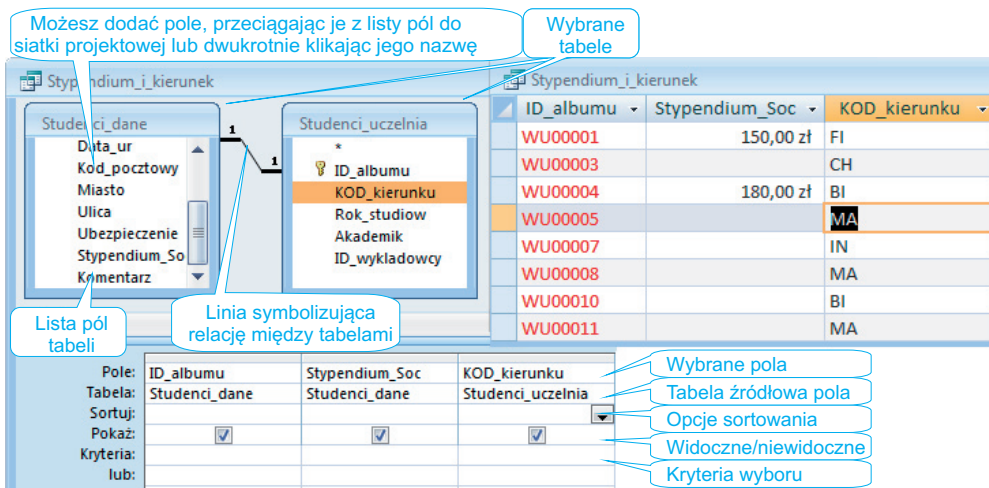 Możesz dodać pole, przeciągając je z listy pól do
siatki projektowej lub dwukrotnie klikając jego nazwę
Wybrane
tabele
Stypendium_i_kierunek
Studenci_dane
Data_ur
Kod_pocztowy
Miasto
Ulica
Ubezpieczenie
Stypendium_So
Komentarz
1
1
Studenci_uczelnia
*
ID_albumu
KOD_kierunku
Rok_studiow
Akademik
ID_wykladowcy
Lista pól
tabeli
Linia symbolizująca
relację między tabelami
Stypendium_i_kierunek
ID_albumu Stypendium_Soc KOD_kierunku
WU00001 150,00 zł FI
WU00003 CH
WU00004 180,00 zł BI
WU00005 MA
WU00007 IN
WU00008 MA
WU00010 BI
WU00011 MA
Pole: ID_albumu Stypendium_Soc KOD_kierunku
Tabela: Studenci_dane Studenci_dane Studenci_uczelnia
Sortuj:
Pokaż:
Kryteria:
lub:
Wybrane pola
Tabela źródłowa pola
Opcje sortowania
Widoczne/niewidoczne
Kryteria wyboru